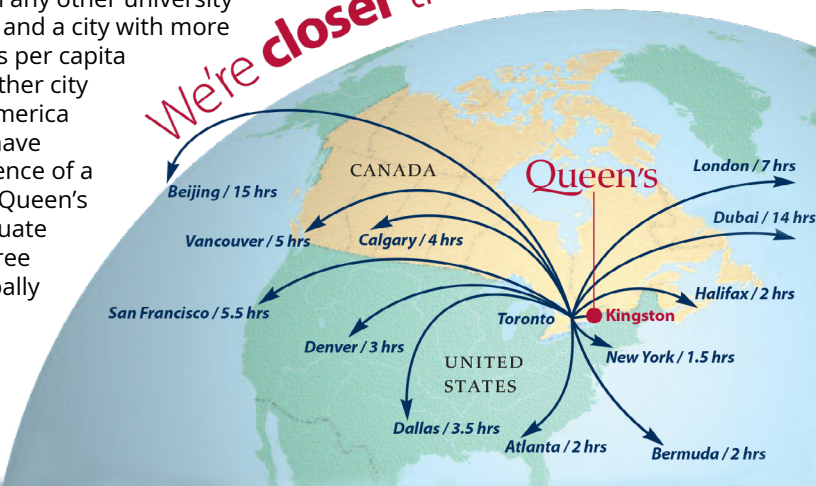 any other university
and a city with more
s per capita
ther city
merica
have
ence of a
Queen's
uate
ree
bally
We're closer
CANADA
Queen's
London / 7 hrs
Beijing / 15 hrs
Dubai / 14 hrs
Vancouver / 5 hrs
Calgary / 4 hrs
Halifax / 2 hrs
San Francisco / 5.5 hrs
Toronto
Kingston
Denver / 3 hrs
New York / 1.5 hrs
UNITED
STATES
Dallas / 3.5 hrs
Atlanta / 2 hrs
Bermuda / 2 hrs